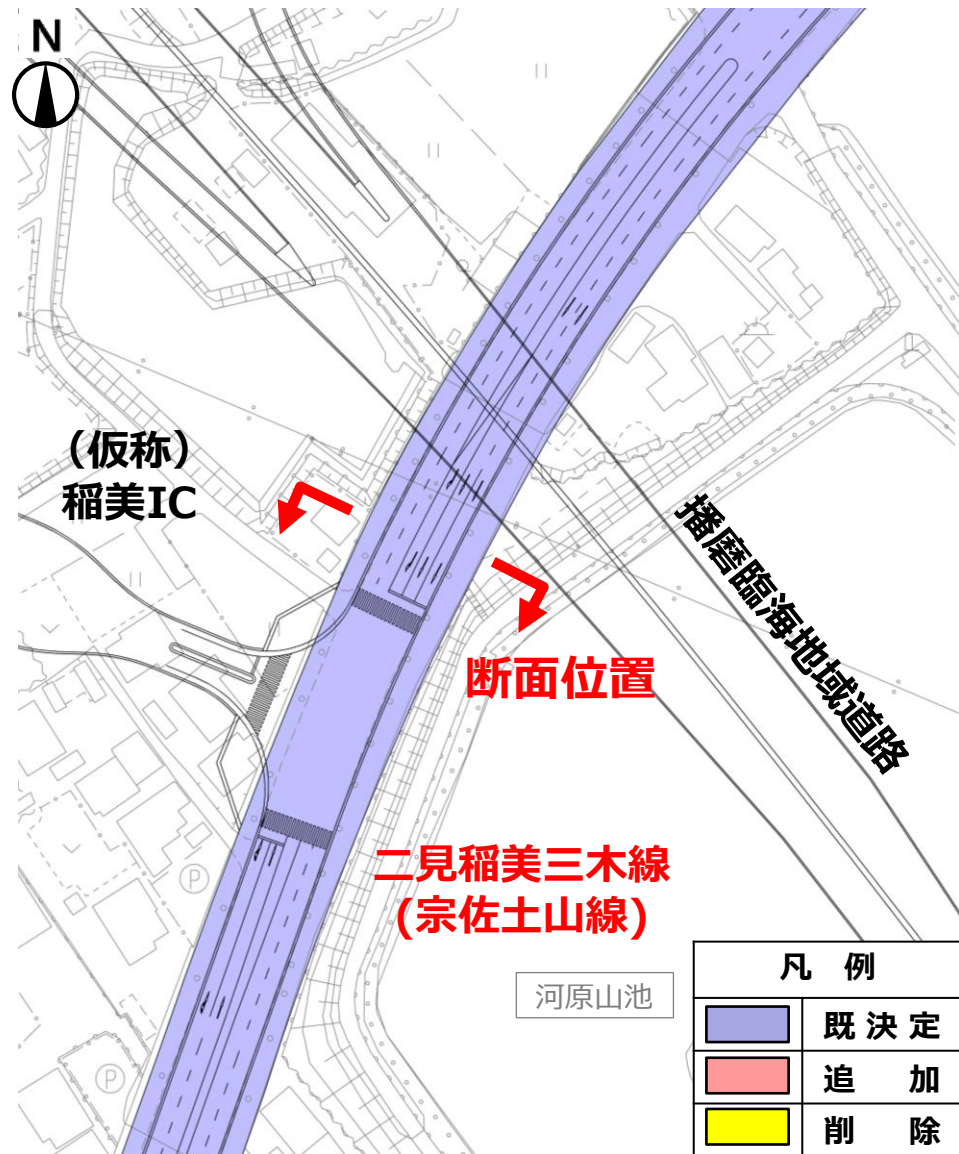 N
(仮称)
稲美IC
播磨臨海地域道路
断面位置
二見稲美三木線
(宗佐土山線)
P
河原山池
P
凡 例
既決定
追 加
削 除